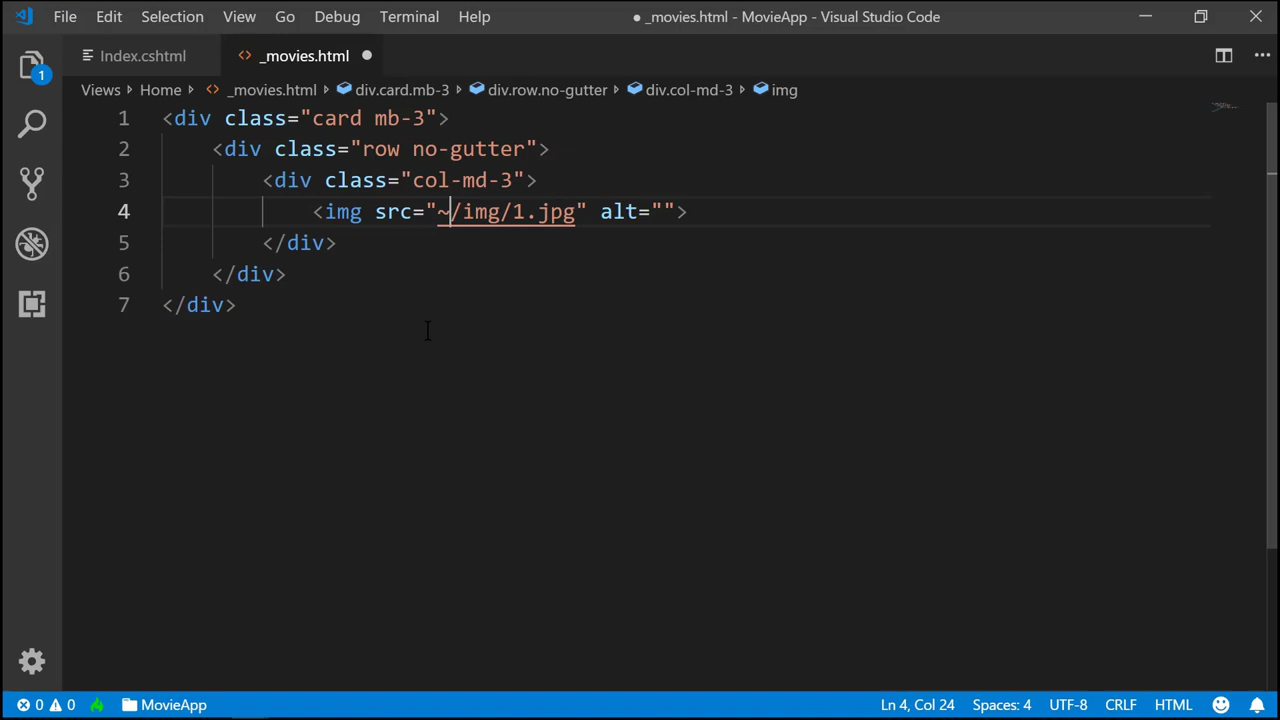 File Edit Selection View Go Debug Terminal Help ● _movies.html - MovieApp - Visual Studio Code
Index.cshtml _movies.html
1
Views Home _movies.html div.card.mb-3 div.row.no-gutter div.col-md-3 img
1 <div class="card mb-3">
2 <div class="row no-gutter">
3 <div class="col-md-3">
4 <img src="~/img/1.jpg" alt="">
5 </div>
6 </div>
7 </div>
0 0 MovieApp Ln 4, Col 24 Spaces: 4 UTF-8 CRLF HTML